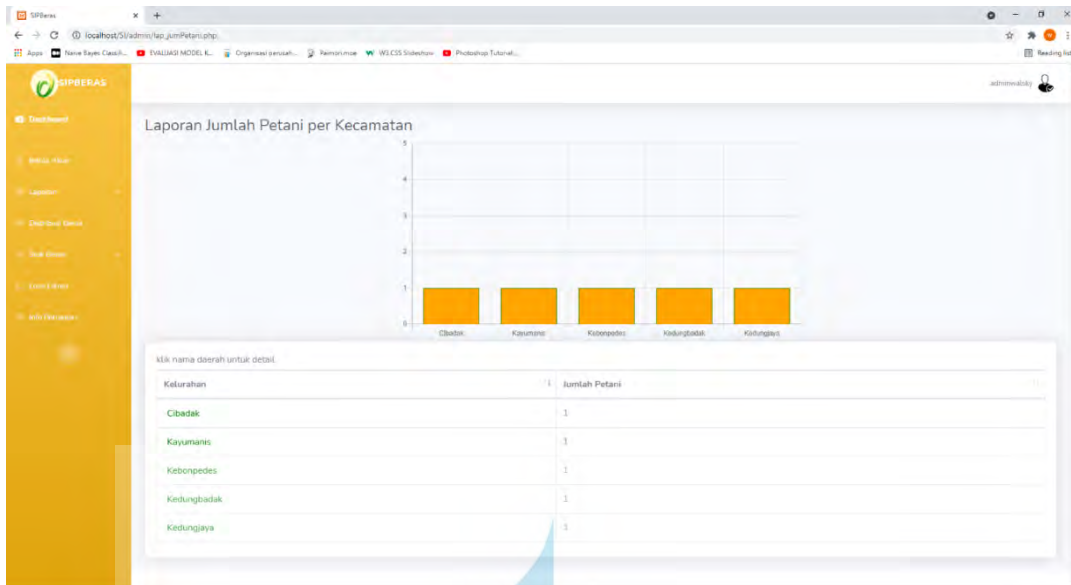 SIPBeras
localhost/SI/admin/lap_jumPetani.php
Apps
Naive Bayes Classifi...
EVALUASI MODEL K...
Organisasi perusah...
W3.CSS Slideshow
Photoshop Tutorial...
Reading list
SIPBERAS
Dashboard
Laporan
Laporan Jumlah Petani per Kecamatan
5
4
3
2
1
0
Cibadak
Kayumanis
Kebonpedes
Kedungbadak
Kedungjaya
klik nama daerah untuk detail
Kelurahan
Jumlah Petani
Cibadak
1
Kayumanis
1
Kebonpedes
1
Kedungbadak
1
Kedungjaya
1